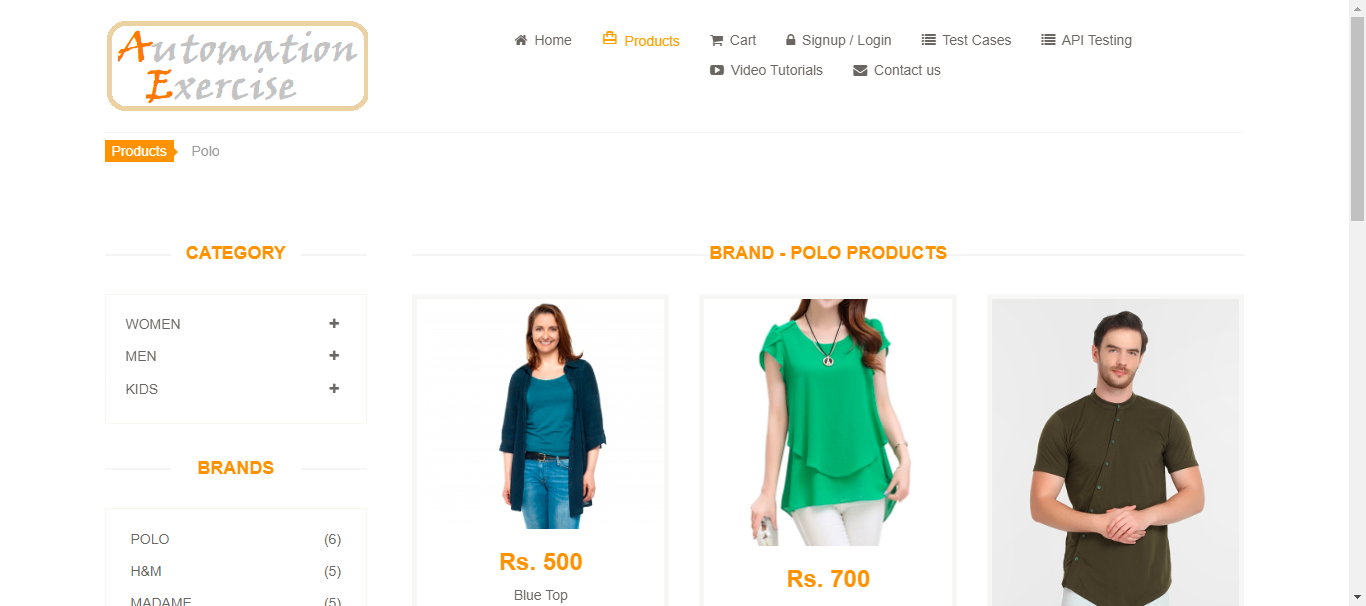 Automation
Exercise
Home Products Cart Signup / Login Test Cases API Testing
Video Tutorials Contact us
Products Polo
CATEGORY
WOMEN +
MEN +
KIDS +
BRANDS
POLO (6)
H&M (5)
MADAME (5)
BRAND - POLO PRODUCTS
Rs. 500
Blue Top
Rs. 700